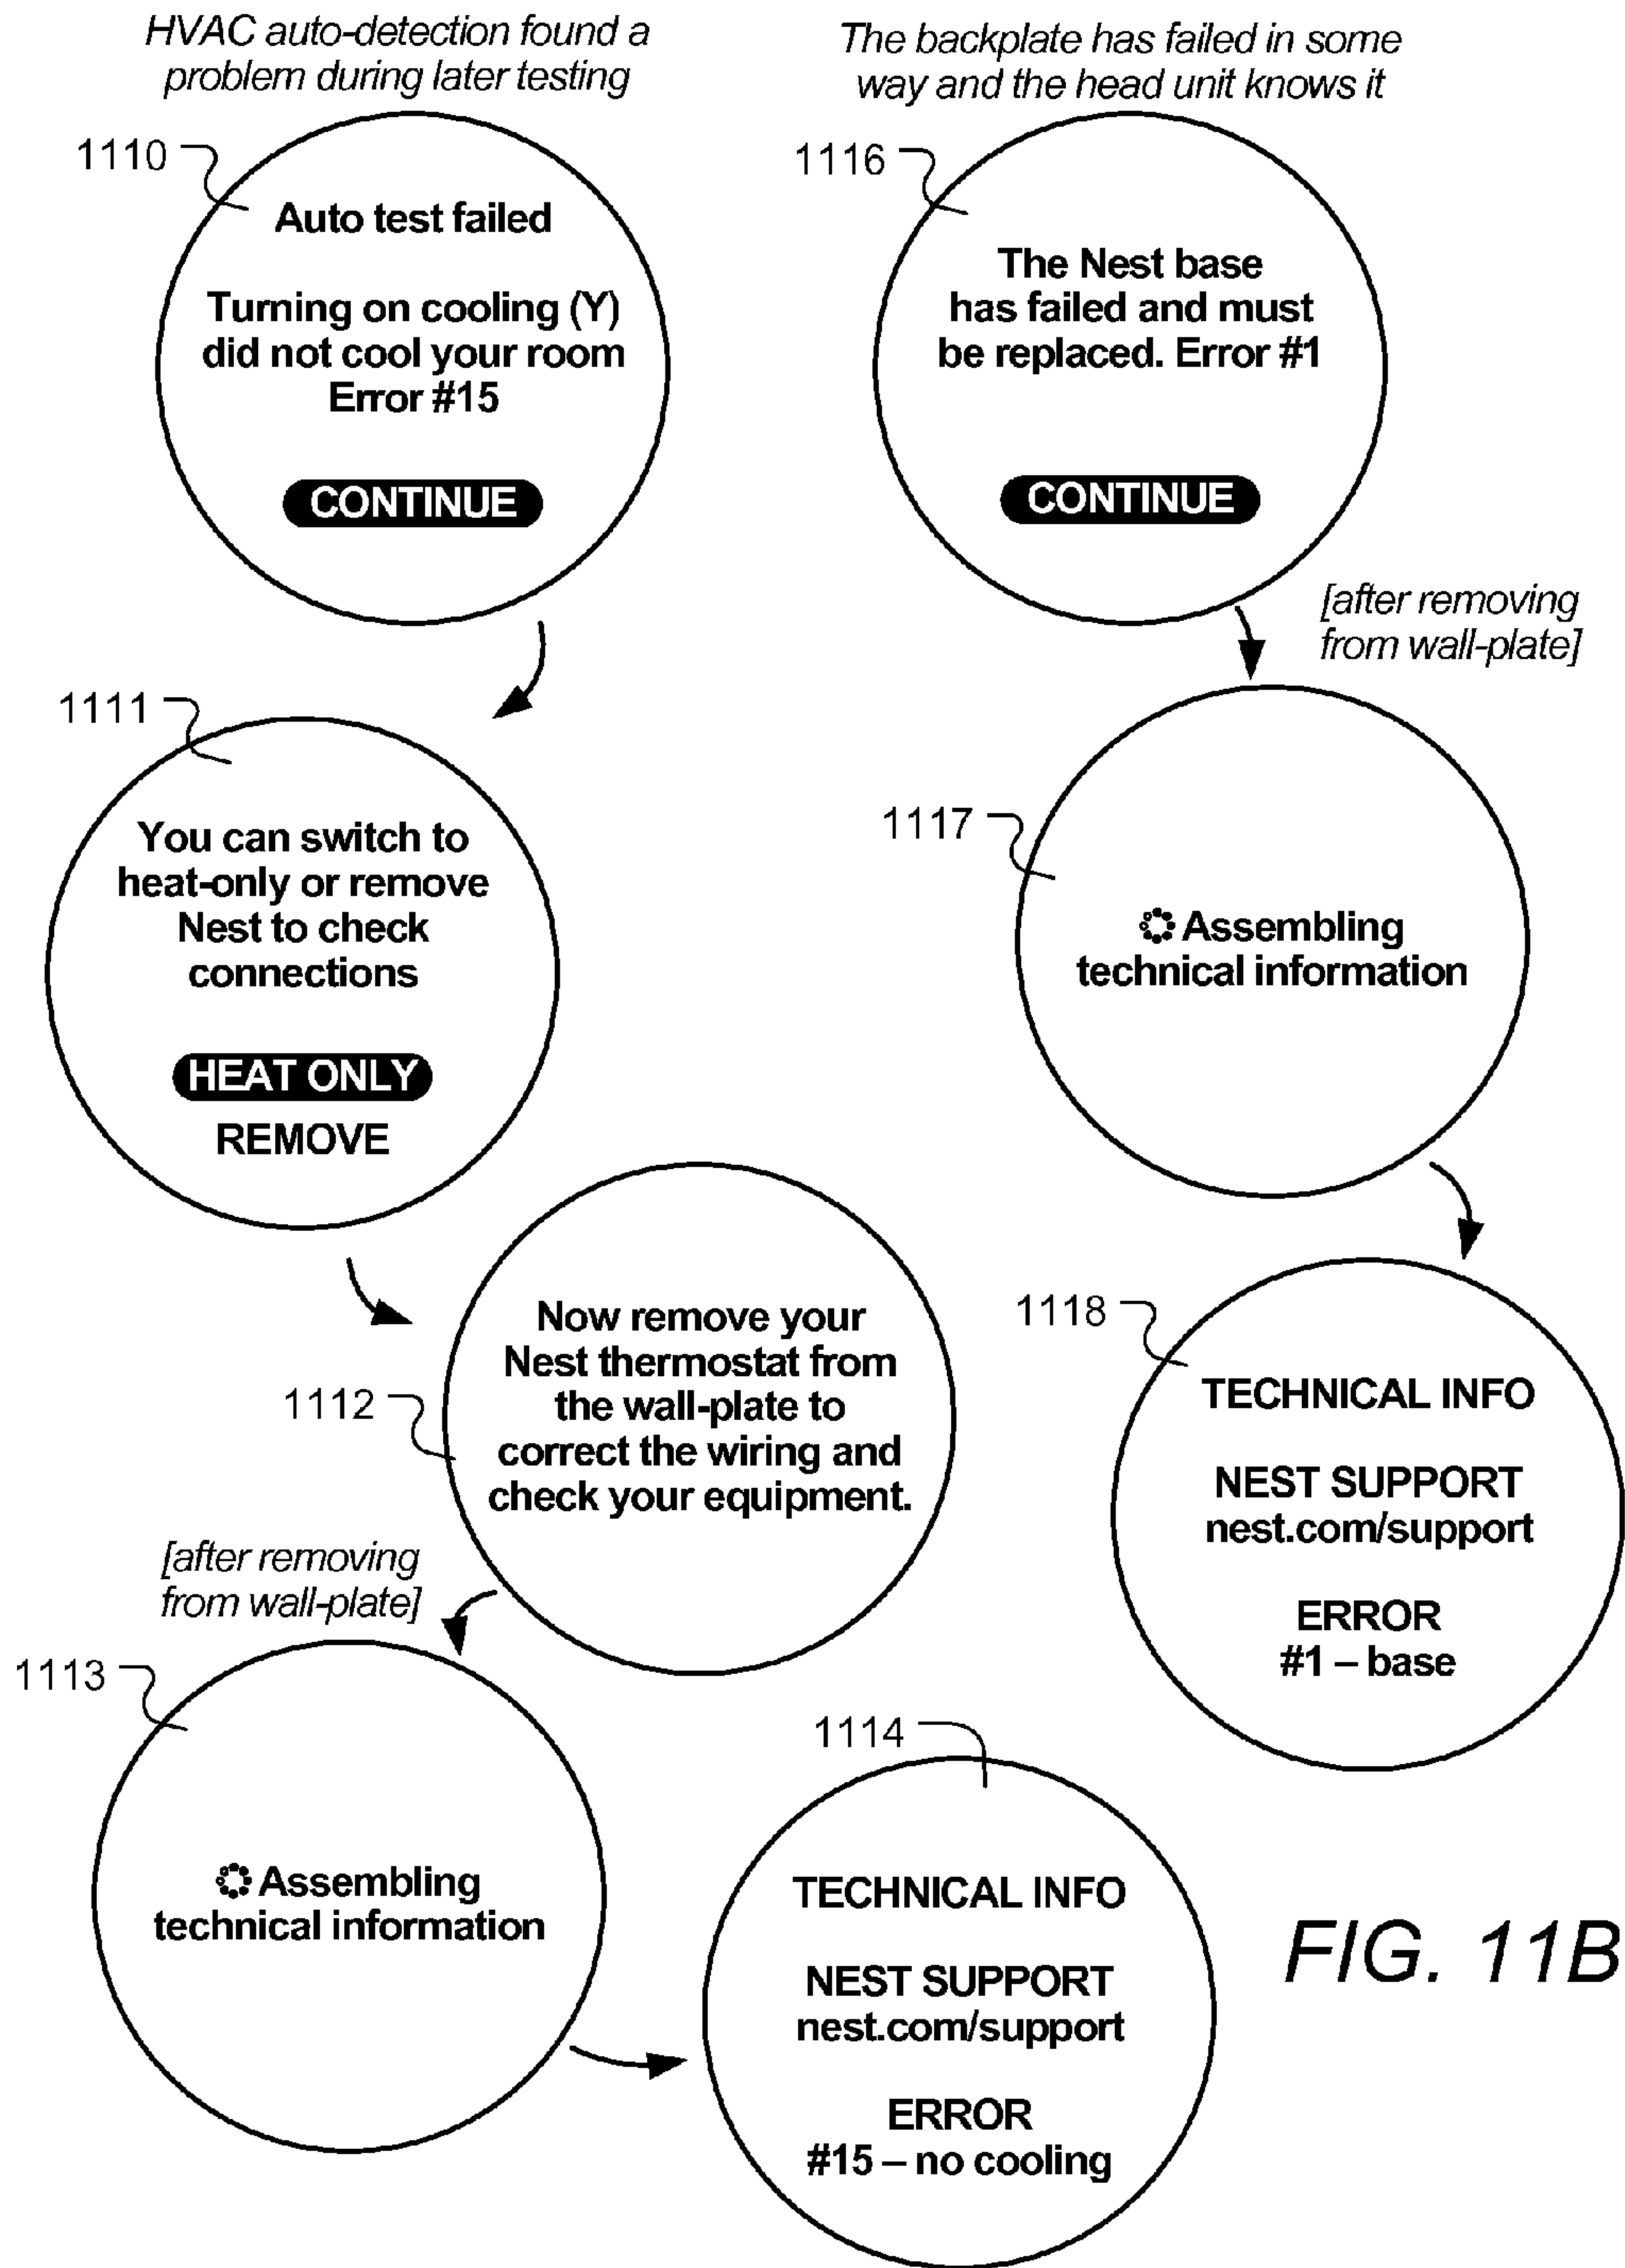 HVAC auto-detection found a
problem during later testing
1110
Auto test failed
Turning on cooling (Y)
did not cool your room
Error #15
CONTINUE
1111
You can switch to
heat-only or remove
Nest to check
connections
HEAT ONLY
REMOVE
1112
Now remove your
Nest thermostat from
the wall-plate to
correct the wiring and
check your equipment.
[after removing
from wall-plate]
1113
Assembling
technical information
1114
TECHNICAL INFO
NEST SUPPORT
nest.com/support
ERROR
#15 – no cooling
The backplate has failed in some
way and the head unit knows it
1116
The Nest base
has failed and must
be replaced. Error #1
CONTINUE
[after removing
from wall-plate]
1117
Assembling
technical information
1118
TECHNICAL INFO
NEST SUPPORT
nest.com/support
ERROR
#1 – base
FIG. 11B